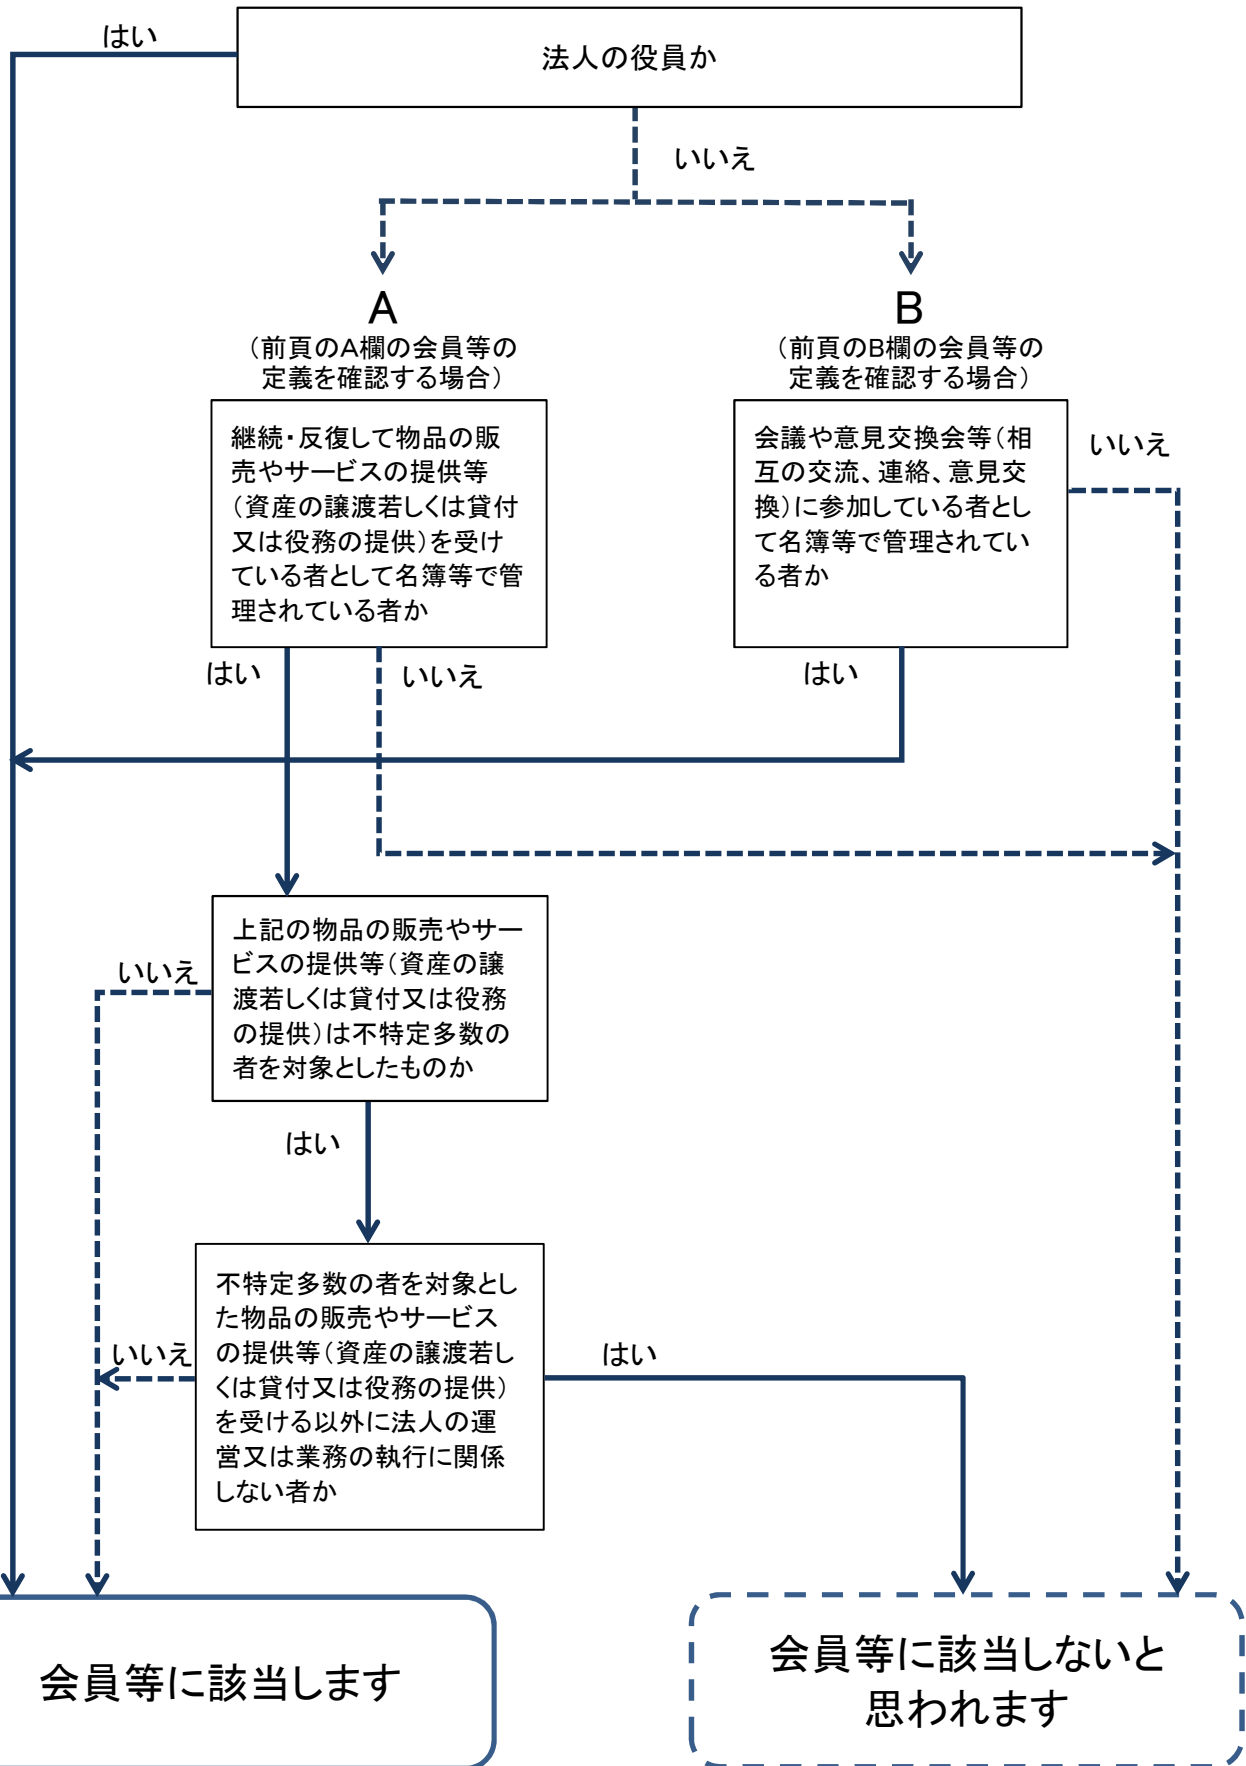 はい
法人の役員か
いいえ
A
（前頁のA欄の会員等の
定義を確認する場合）
B
（前頁のB欄の会員等の
定義を確認する場合）
継続・反復して物品の販
売やサービスの提供等
（資産の譲渡若しくは貸付
又は役務の提供）を受け
ている者として名簿等で管
理されている者か
会議や意見交換会等（相
互の交流、連絡、意見交
換）に参加している者とし
て名簿等で管理されてい
る者か
いいえ
はい
いいえ
はい
上記の物品の販売やサー
ビスの提供等（資産の譲
渡若しくは貸付又は役務
の提供）は不特定多数の
者を対象としたものか
いいえ
はい
不特定多数の者を対象とし
た物品の販売やサービス
の提供等（資産の譲渡若し
くは貸付又は役務の提供）
を受ける以外に法人の運
営又は業務の執行に関係
しない者か
いいえ
はい
会員等に該当します
会員等に該当しないと
思われます